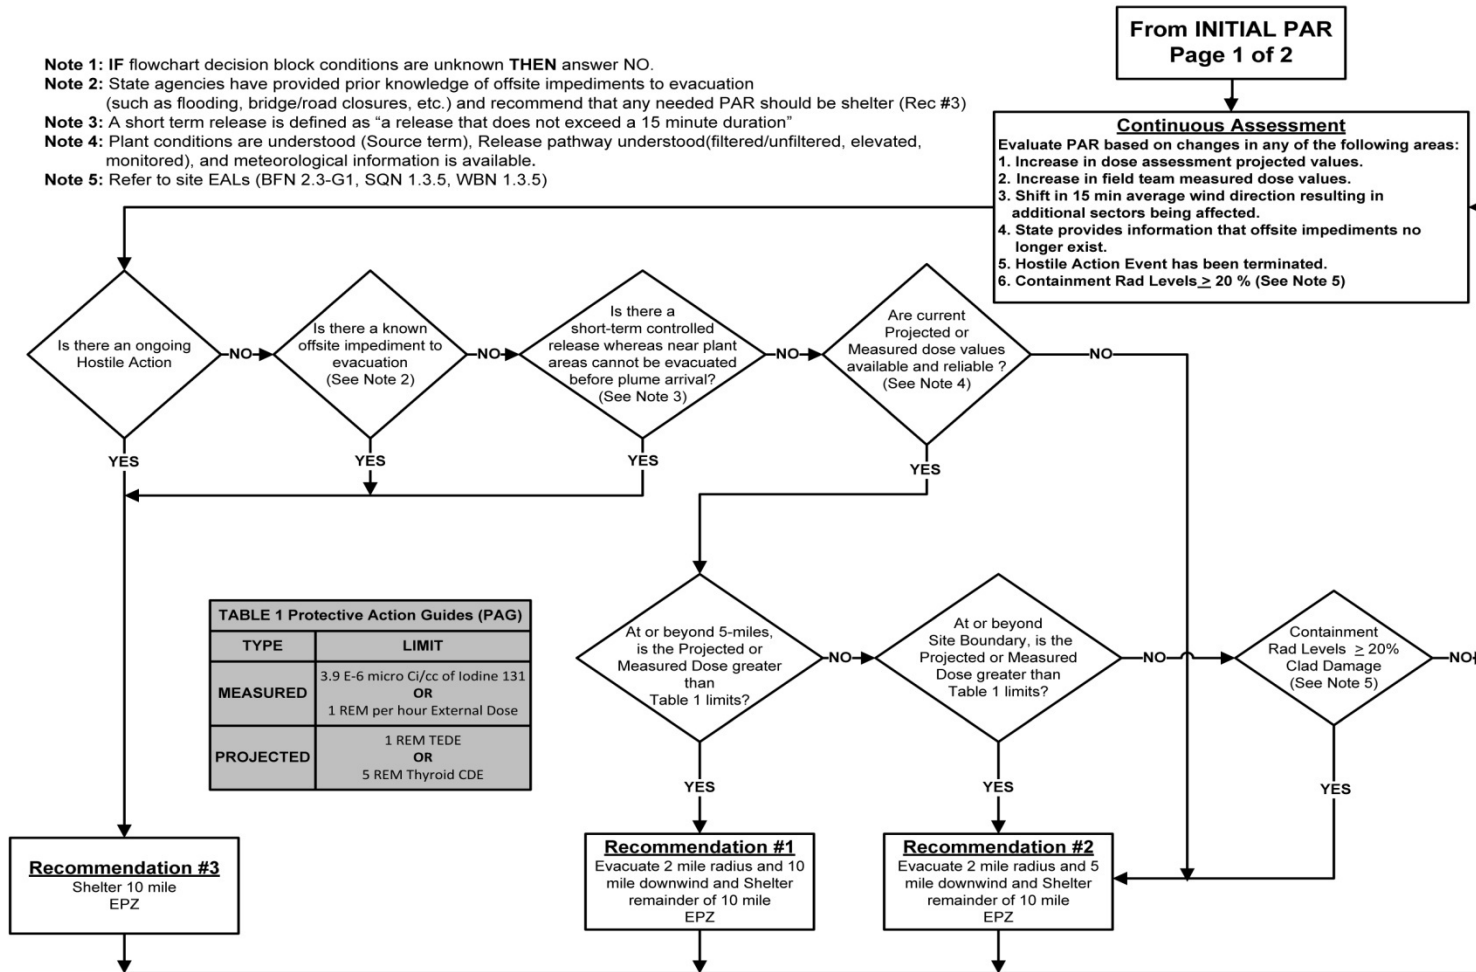 From INITIAL PAR
Page 1 of 2
Note 1: IF flowchart decision block conditions are unknown THEN answer NO.
Note 2: State agencies have provided prior knowledge of offsite impediments to evacuation
(such as flooding, bridge/road closures, etc.) and recommend that any needed PAR should be shelter (Rec #3)
Note 3: A short term release is defined as “a release that does not exceed a 15 minute duration”
Note 4: Plant conditions are understood (Source term), Release pathway understood(filtered/unfiltered, elevated,
monitored), and meteorological information is available.
Note 5: Refer to site EALs (BFN 2.3-G1, SQN 1.3.5, WBN 1.3.5)
Continuous Assessment
Evaluate PAR based on changes in any of the following areas:
1. Increase in dose assessment projected values.
2. Increase in field team measured dose values.
3. Shift in 15 min average wind direction resulting in
additional sectors being affected.
4. State provides information that offsite impediments no
longer exist.
5. Hostile Action Event has been terminated.
6. Containment Rad Levels ≥ 20 % (See Note 5)
Is there an ongoing
Hostile Action
NO
Is there a known
offsite impediment to
evacuation
(See Note 2)
NO
Is there a
short-term controlled
release whereas near plant
areas cannot be evacuated
before plume arrival?
(See Note 3)
NO
Are current
Projected or
Measured dose values
available and reliable ?
(See Note 4)
NO
YES
YES
YES
YES
TABLE 1 Protective Action Guides (PAG)
TYPE
LIMIT
MEASURED
3.9 E-6 micro Ci/cc of Iodine 131
OR
1 REM per hour External Dose
PROJECTED
1 REM TEDE
OR
5 REM Thyroid CDE
At or beyond 5-miles,
is the Projected or
Measured Dose greater
than
Table 1 limits?
NO
At or beyond
Site Boundary, is the
Projected or Measured
Dose greater than
Table 1 limits?
NO
Containment
Rad Levels ≥ 20%
Clad Damage
(See Note 5)
NO
YES
YES
YES
Recommendation #3
Shelter 10 mile
EPZ
Recommendation #1
Evacuate 2 mile radius and 10
mile downwind and Shelter
remainder of 10 mile
EPZ
Recommendation #2
Evacuate 2 mile radius and 5
mile downwind and Shelter
remainder of 10 mile
EPZ